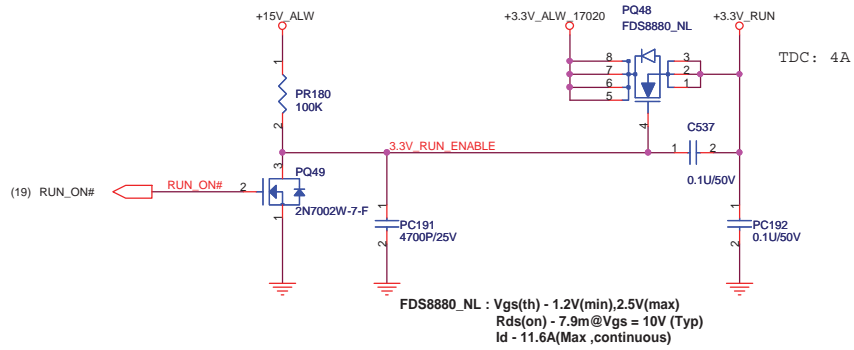 +15V_ALW
+3.3V_ALW_17020
PQ48
FDS8880_NL
+3.3V_RUN
TDC: 4A
8
7
6
5
3
2
1
4
1
PR180
100K
2
3.3V_RUN_ENABLE
C537
1
2
0.1U/50V
3
PQ49
(19) RUN_ON#
RUN_ON#
2
2N7002W-7-F
1
1
PC191
4700P/25V
2
1
PC192
0.1U/50V
2
FDS8880_NL : Vgs(th) - 1.2V(min),2.5V(max)
Rds(on) - 7.9m@Vgs = 10V (Typ)
Id - 11.6A(Max ,continuous)